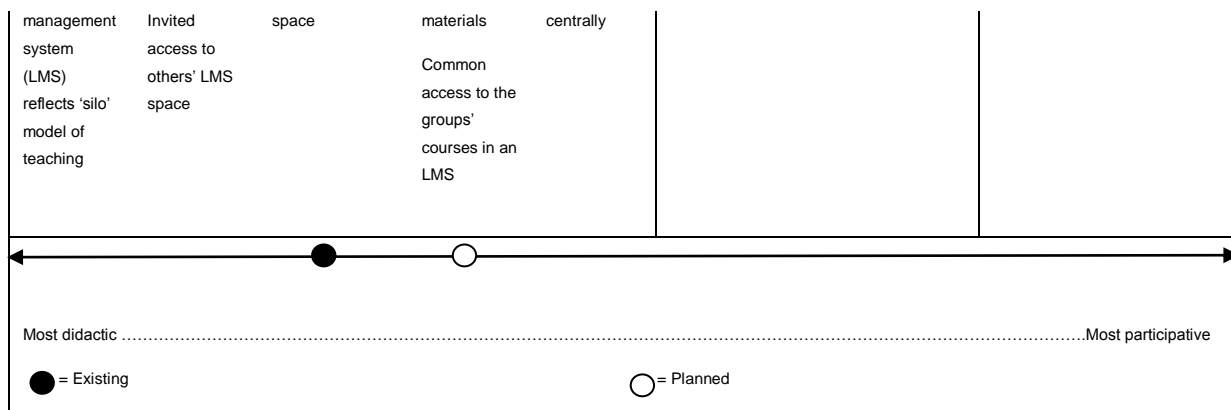 management
system
(LMS)
reflects ‘silo’
model of
teaching
Invited
access to
others’ LMS
space
space
materials
Common
access to the
groups’
courses in an
LMS
centrally
Most didactic ……………………………………………………………………………………………………………………………………………………..Most participative
= Existing
= Planned